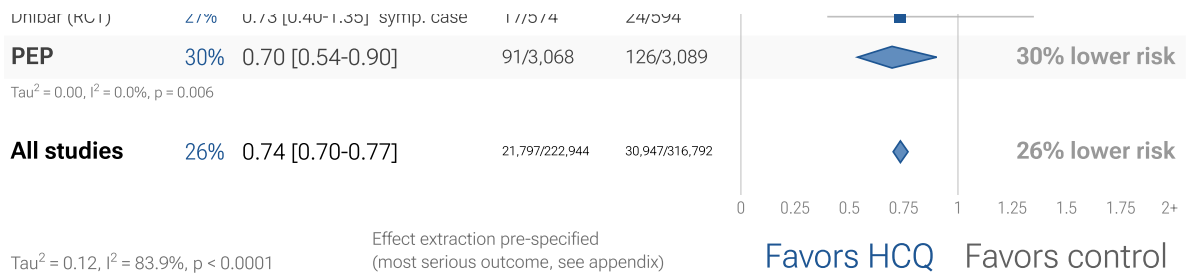 Dhibar (RCT) 27% 0.73 [0.40-1.35] symp. case 17/574 24/594
PEP 30% 0.70 [0.54-0.90] 91/3,068 126/3,089 30% lower risk
Tau² = 0.00, I² = 0.0%, p = 0.006
All studies 26% 0.74 [0.70-0.77] 21,797/222,944 30,947/316,792 26% lower risk
0 0.25 0.5 0.75 1 1.25 1.5 1.75 2+
Effect extraction pre-specified
Tau² = 0.12, I² = 83.9%, p < 0.0001 (most serious outcome, see appendix) Favors HCQ Favors control